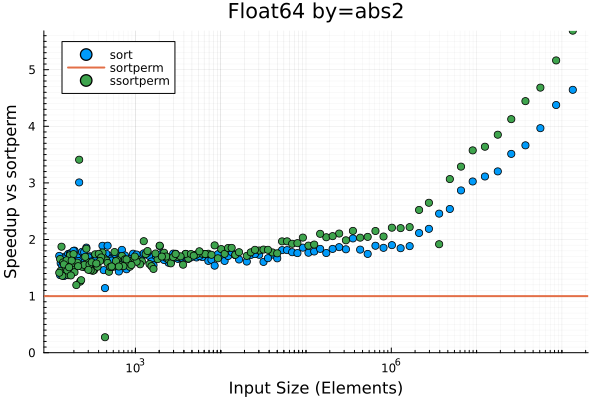 Float64 by=abs2
sort
sortperm
ssortperm
Speedup vs sortperm
5
4
3
2
1
0
10³
10⁶
Input Size (Elements)